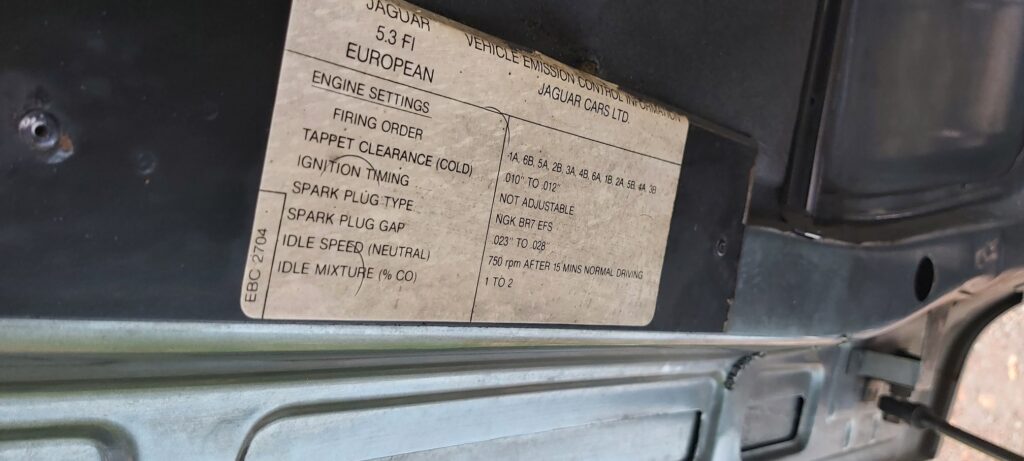 JAGUAR
5.3 FI
EUROPEAN
VEHICLE EMISSION CONTROL INFORMATION
JAGUAR CARS LTD.
ENGINE SETTINGS
FIRING ORDER 1A, 6B, 5A, 2B, 3A, 4B, 6A, 1B, 2A, 5B, 4A, 3B
TAPPET CLEARANCE (COLD) .010" TO .012"
IGNITION TIMING NOT ADJUSTABLE
SPARK PLUG TYPE NGK BR7 EFS
SPARK PLUG GAP .023" TO .028"
IDLE SPEED (NEUTRAL) 750 rpm AFTER 15 MINS NORMAL DRIVING
IDLE MIXTURE (% CO) 1 TO 2
EBC 2704